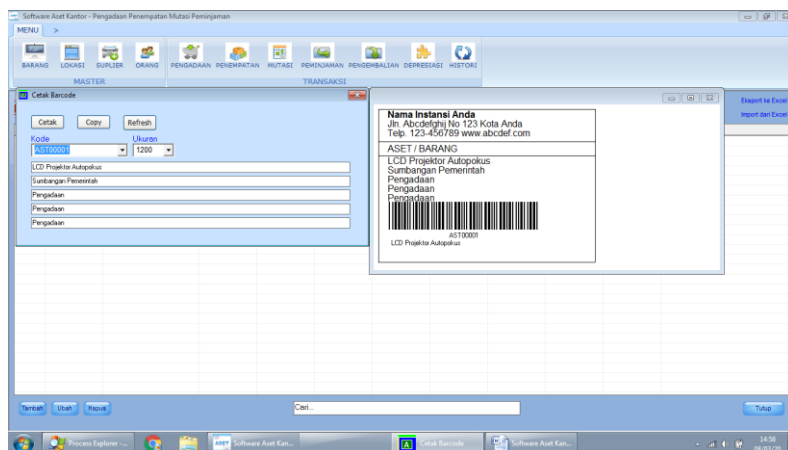 Software Aset Kantor - Pengadaan Penempatan Mutasi Peminjaman
MENU >
BARANG LOKASI SUPLIER ORANG PENGADAAN PENEMPATAN MUTASI PEMINJAMAN PENGEMBALIAN DEPRESIASI HISTORI
MASTER TRANSAKSI
Cetak Barcode
Cetak Copy Refresh
Kode Ukuran
AST00001 1200
LCD Projektor Autopokus
Sumbangan Pemerintah
Pengadaan
Pengadaan
Pengadaan
Nama Instansi Anda
Jln. Abcdefghij No 123 Kota Anda
Telp. 123-456789 www.abcdef.com
ASET / BARANG
LCD Projektor Autopokus
Sumbangan Pemerintah
Pengadaan
Pengadaan
Pengadaan
AST00001
LCD Projektor Autopokus
Eksport ke Excel
Import dari Excel
Tambah Ubah Hapus Cari... Tutup
Process Explorer -... Software Aset Kan... Cetak Barcode Software Aset Kan... 14:58